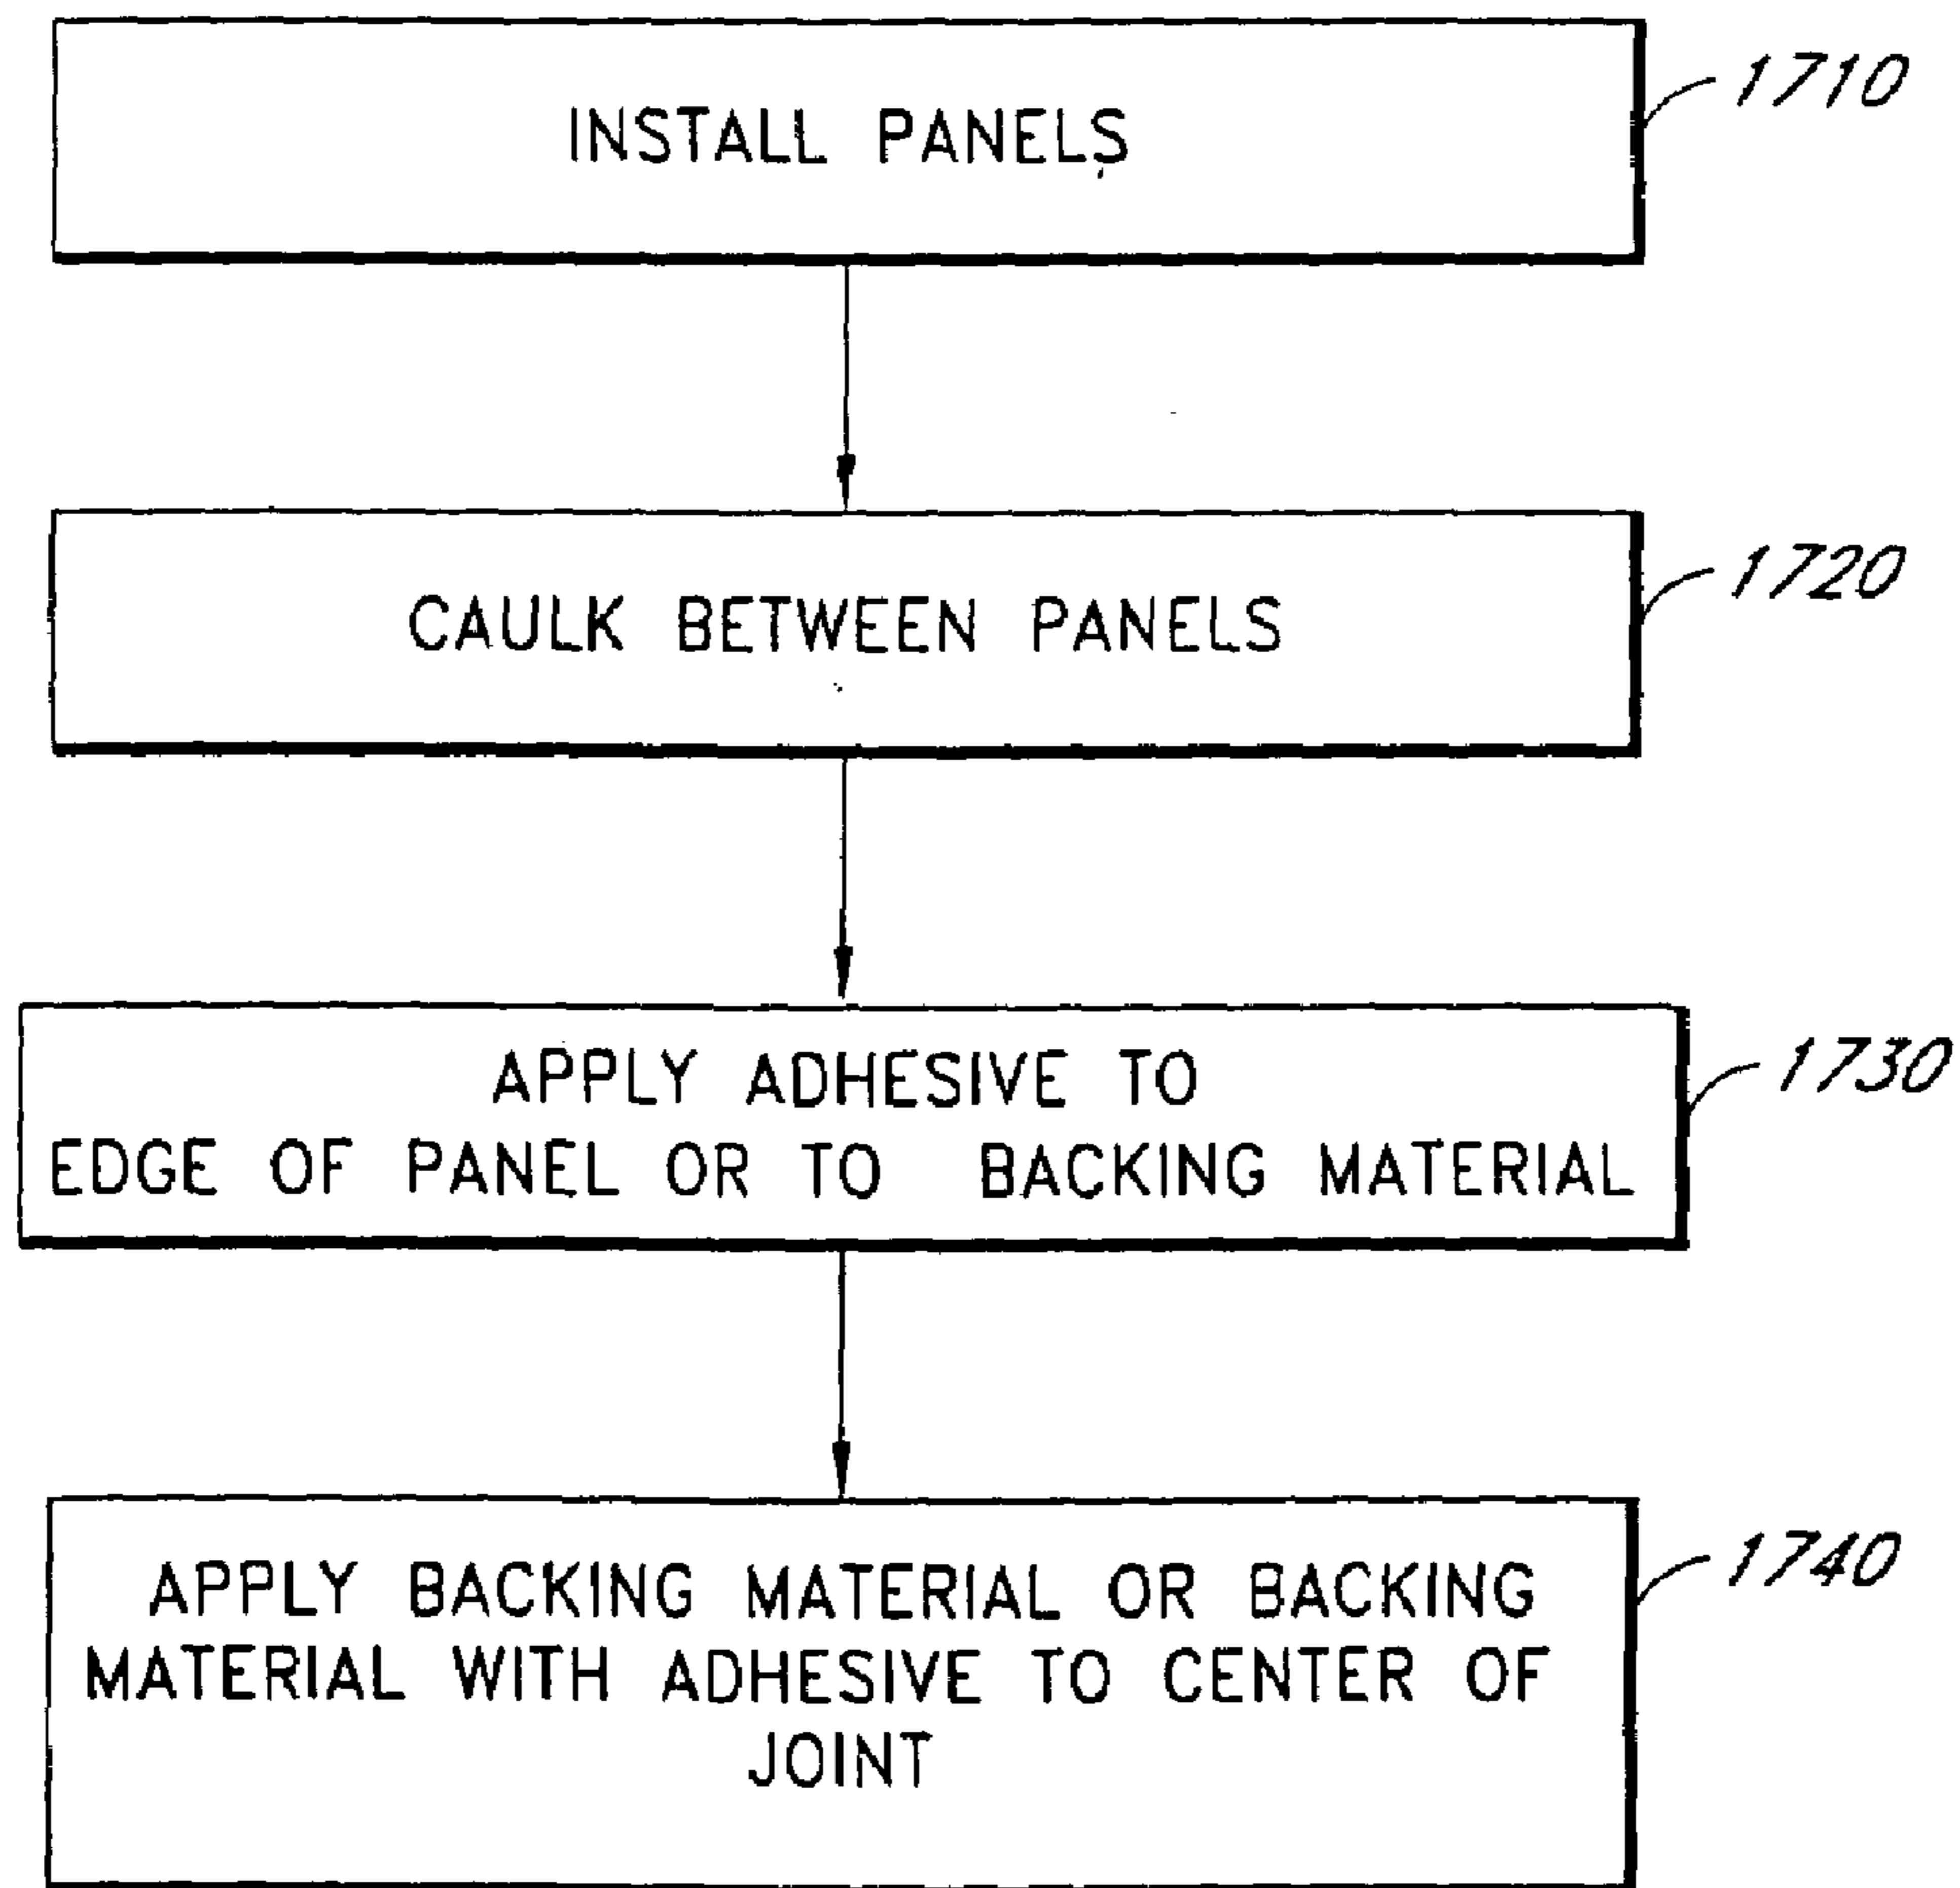 INSTALL PANELS
1710
CAULK BETWEEN PANELS
1720
APPLY ADHESIVE TO
EDGE OF PANEL OR TO BACKING MATERIAL
1730
APPLY BACKING MATERIAL OR BACKING
MATERIAL WITH ADHESIVE TO CENTER OF
JOINT
1740